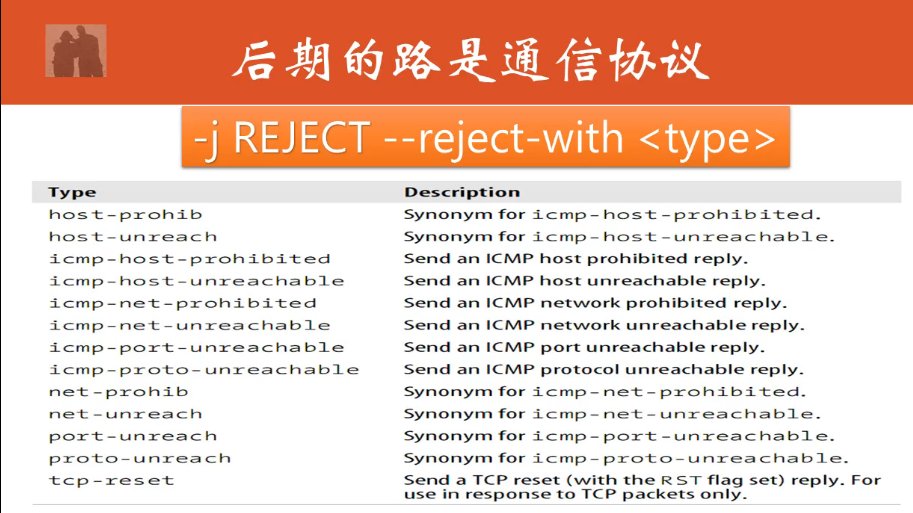 后期的路是通信协议
-j REJECT --reject-with <type>
Type Description
host-prohib Synonym for icmp-host-prohibited.
host-unreach Synonym for icmp-host-unreachable.
icmp-host-prohibited Send an ICMP host prohibited reply.
icmp-host-unreachable Send an ICMP host unreachable reply.
icmp-net-prohibited Send an ICMP network prohibited reply.
icmp-net-unreachable Send an ICMP network unreachable reply.
icmp-port-unreachable Send an ICMP port unreachable reply.
icmp-proto-unreachable Send an ICMP protocol unreachable reply.
net-prohib Synonym for icmp-net-prohibited.
net-unreach Synonym for icmp-net-unreachable.
port-unreach Synonym for icmp-port-unreachable.
proto-unreach Synonym for icmp-proto-unreachable.
tcp-reset Send a TCP reset (with the RST flag set) reply. For
use in response to TCP packets only.